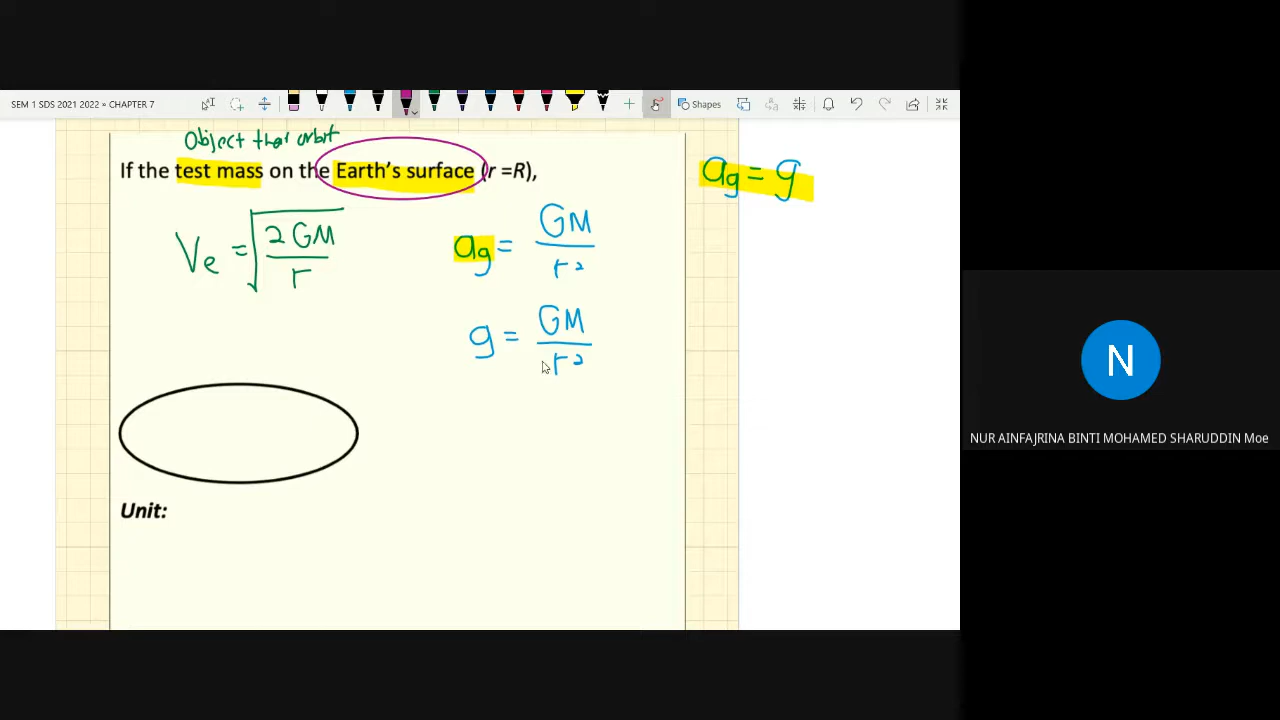 SEM 1 SDS 2021 2022 » CHAPTER 7
Shapes
Object that orbit
If the test mass on the Earth's surface (r =R),
ag = g
Ve = √(2GM/r)
ag = GM/r²
g = GM/r²
Unit:
N
NUR AINFAJRINA BINTI MOHAMED SHARUDDIN Moe